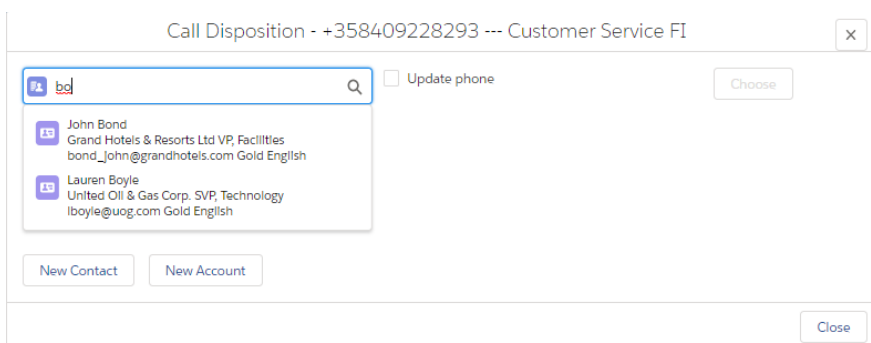 Call Disposition - +358409228293 --- Customer Service FI
bo
Update phone
Choose
John Bond
Grand Hotels & Resorts Ltd VP, Facilities
bond_john@grandhotels.com Gold English
Lauren Boyle
United Oil & Gas Corp. SVP, Technology
lboyle@uog.com Gold English
New Contact
New Account
Close